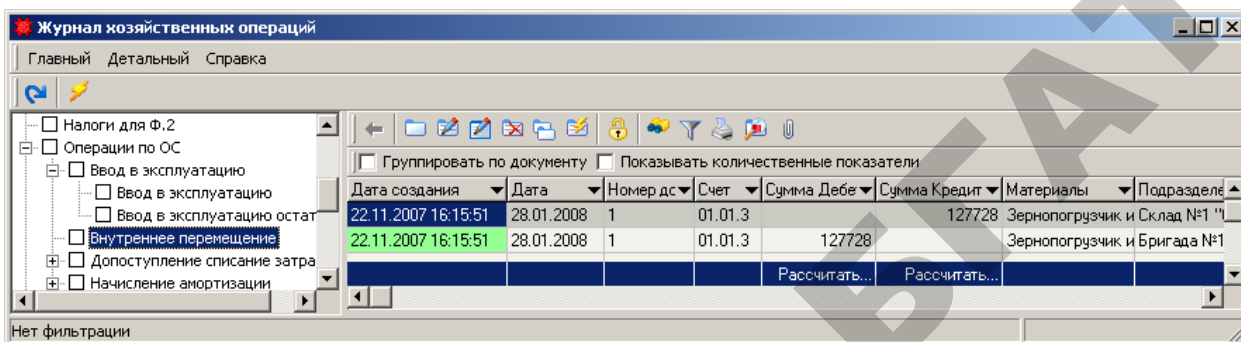 Журнал хозяйственных операций
Главный Детальный Справка
Налоги для Ф.2
Операции по ОС
Ввод в эксплуатацию
Ввод в эксплуатацию
Ввод в эксплуатацию остат
Внутреннее перемещение
Допоступление списание затра
Начисление амортизации
Группировать по документу Показывать количественные показатели
Дата создания Дата Номер дс Счет Сумма Дебе Сумма Кредит Материалы Подразделе
22.11.2007 16:15:51 28.01.2008 1 01.01.3 127728 Зернопогрузчик и Склад №1 "
22.11.2007 16:15:51 28.01.2008 1 01.01.3 127728 Зернопогрузчик и Бригада №1
Рассчитать... Рассчитать...
Нет фильтрации
БГАТ